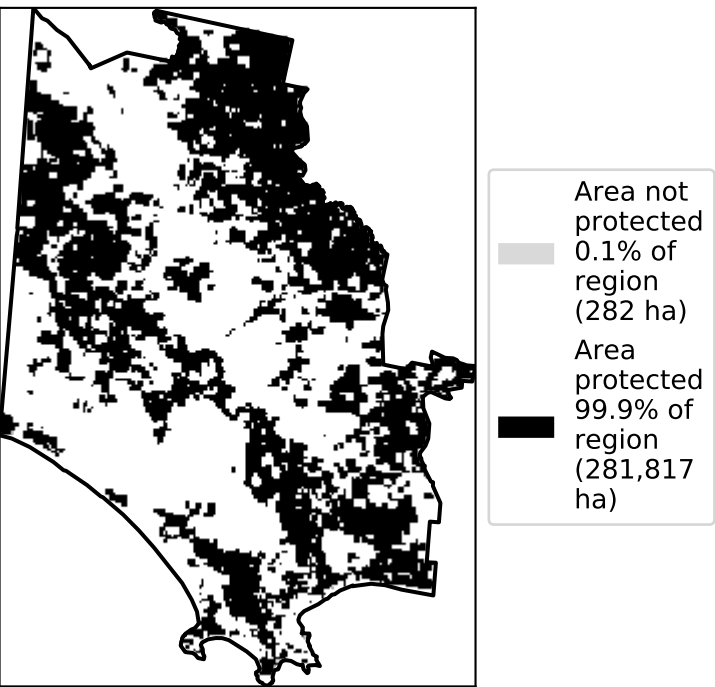 Area not
protected
0.1% of
region
(282 ha)
Area
protected
99.9% of
region
(281,817
ha)